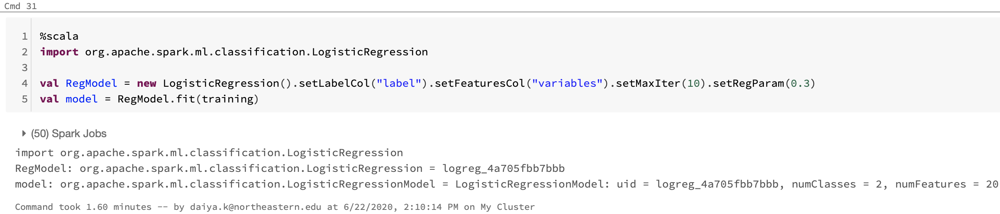 Cmd 31
1 %scala
2 import org.apache.spark.ml.classification.LogisticRegression
3
4 val RegModel = new LogisticRegression().setLabelCol("label").setFeaturesCol("variables").setMaxIter(10).setRegParam(0.3)
5 val model = RegModel.fit(training)
(50) Spark Jobs
import org.apache.spark.ml.classification.LogisticRegression
RegModel: org.apache.spark.ml.classification.LogisticRegression = logreg_4a705fbb7bbb
model: org.apache.spark.ml.classification.LogisticRegressionModel = LogisticRegressionModel: uid = logreg_4a705fbb7bbb, numClasses = 2, numFeatures = 20
Command took 1.60 minutes -- by daiya.k@northeastern.edu at 6/22/2020, 2:10:14 PM on My Cluster